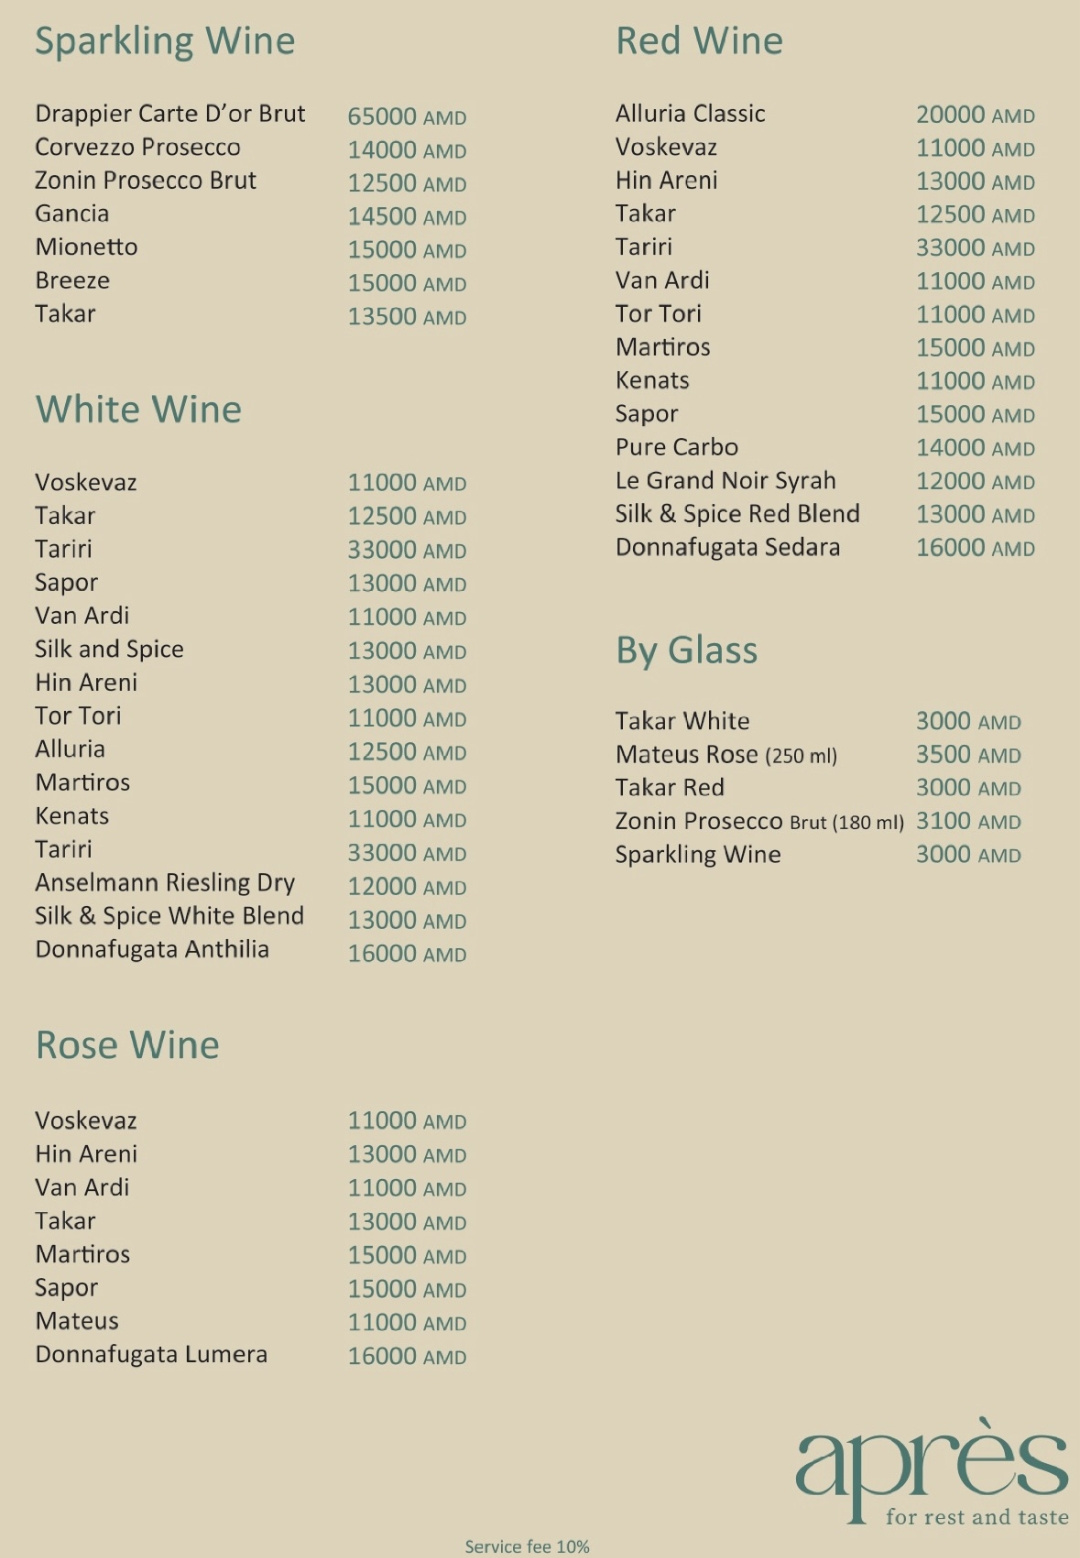 Sparkling Wine
Drappier Carte D’or Brut 65000 AMD
Corvezzo Prosecco 14000 AMD
Zonin Prosecco Brut 12500 AMD
Gancia 14500 AMD
Mionetto 15000 AMD
Breeze 15000 AMD
Takar 13500 AMD
White Wine
Voskevaz 11000 AMD
Takar 12500 AMD
Tariri 33000 AMD
Sapor 13000 AMD
Van Ardi 11000 AMD
Silk and Spice 13000 AMD
Hin Areni 13000 AMD
Tor Tori 11000 AMD
Alluria 12500 AMD
Martiros 15000 AMD
Kenats 11000 AMD
Tariri 33000 AMD
Anselmann Riesling Dry 12000 AMD
Silk & Spice White Blend 13000 AMD
Donnafugata Anthilia 16000 AMD
Rose Wine
Voskevaz 11000 AMD
Hin Areni 13000 AMD
Van Ardi 11000 AMD
Takar 13000 AMD
Martiros 15000 AMD
Sapor 15000 AMD
Mateus 11000 AMD
Donnafugata Lumera 16000 AMD
Red Wine
Alluria Classic 20000 AMD
Voskevaz 11000 AMD
Hin Areni 13000 AMD
Takar 12500 AMD
Tariri 33000 AMD
Van Ardi 11000 AMD
Tor Tori 11000 AMD
Martiros 15000 AMD
Kenats 11000 AMD
Sapor 15000 AMD
Pure Carbo 14000 AMD
Le Grand Noir Syrah 12000 AMD
Silk & Spice Red Blend 13000 AMD
Donnafugata Sedara 16000 AMD
By Glass
Takar White 3000 AMD
Mateus Rose (250 ml) 3500 AMD
Takar Red 3000 AMD
Zonin Prosecco Brut (180 ml) 3100 AMD
Sparkling Wine 3000 AMD
après
for rest and taste
Service fee 10%